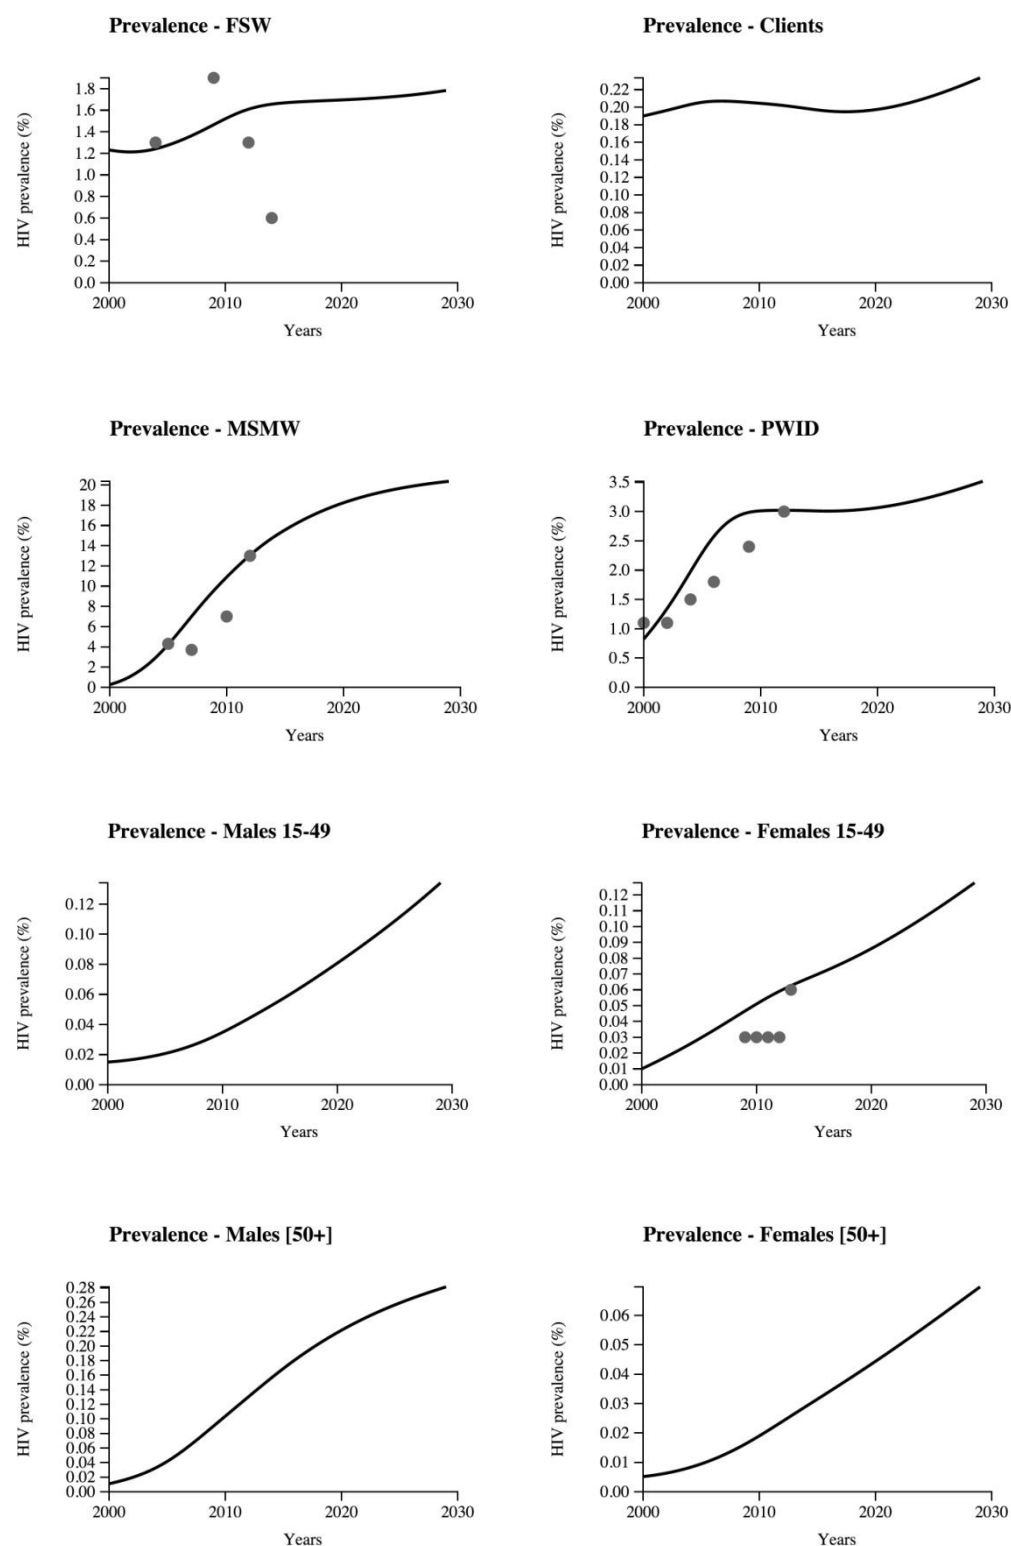 Prevalence - FSW
HIV prevalence (%)
1.8
1.6
1.4
1.2
1.0
0.8
0.6
0.4
0.2
0.0
2000 2010 2020 2030
Years
Prevalence - Clients
HIV prevalence (%)
0.22
0.20
0.18
0.16
0.14
0.12
0.10
0.08
0.06
0.04
0.02
0.00
2000 2010 2020 2030
Years
Prevalence - MSMW
HIV prevalence (%)
20
18
16
14
12
10
8
6
4
2
0
2000 2010 2020 2030
Years
Prevalence - PWID
HIV prevalence (%)
3.5
3.0
2.5
2.0
1.5
1.0
0.5
0.0
2000 2010 2020 2030
Years
Prevalence - Males 15-49
HIV prevalence (%)
0.12
0.10
0.08
0.06
0.04
0.02
0.00
2000 2010 2020 2030
Years
Prevalence - Females 15-49
HIV prevalence (%)
0.12
0.11
0.10
0.09
0.08
0.07
0.06
0.05
0.04
0.03
0.02
0.01
0.00
2000 2010 2020 2030
Years
Prevalence - Males [50+]
HIV prevalence (%)
0.28
0.26
0.24
0.22
0.20
0.18
0.16
0.14
0.12
0.10
0.08
0.06
0.04
0.02
0.00
2000 2010 2020 2030
Years
Prevalence - Females [50+]
HIV prevalence (%)
0.06
0.05
0.04
0.03
0.02
0.01
0.00
2000 2010 2020 2030
Years